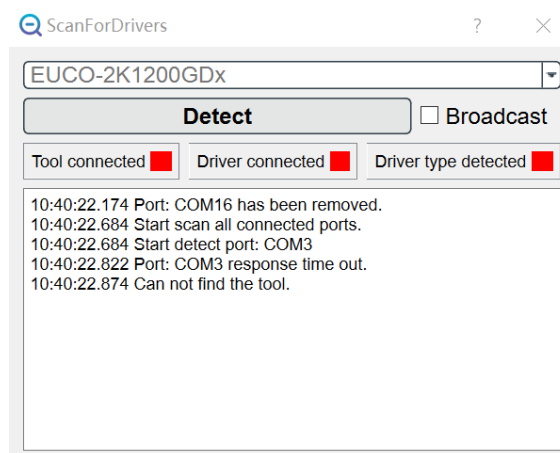 ScanForDrivers
EUCO-2K1200GDx
Detect
Broadcast
Tool connected
Driver connected
Driver type detected
10:40:22.174 Port: COM16 has been removed.
10:40:22.684 Start scan all connected ports.
10:40:22.684 Start detect port: COM3
10:40:22.822 Port: COM3 response time out.
10:40:22.874 Can not find the tool.